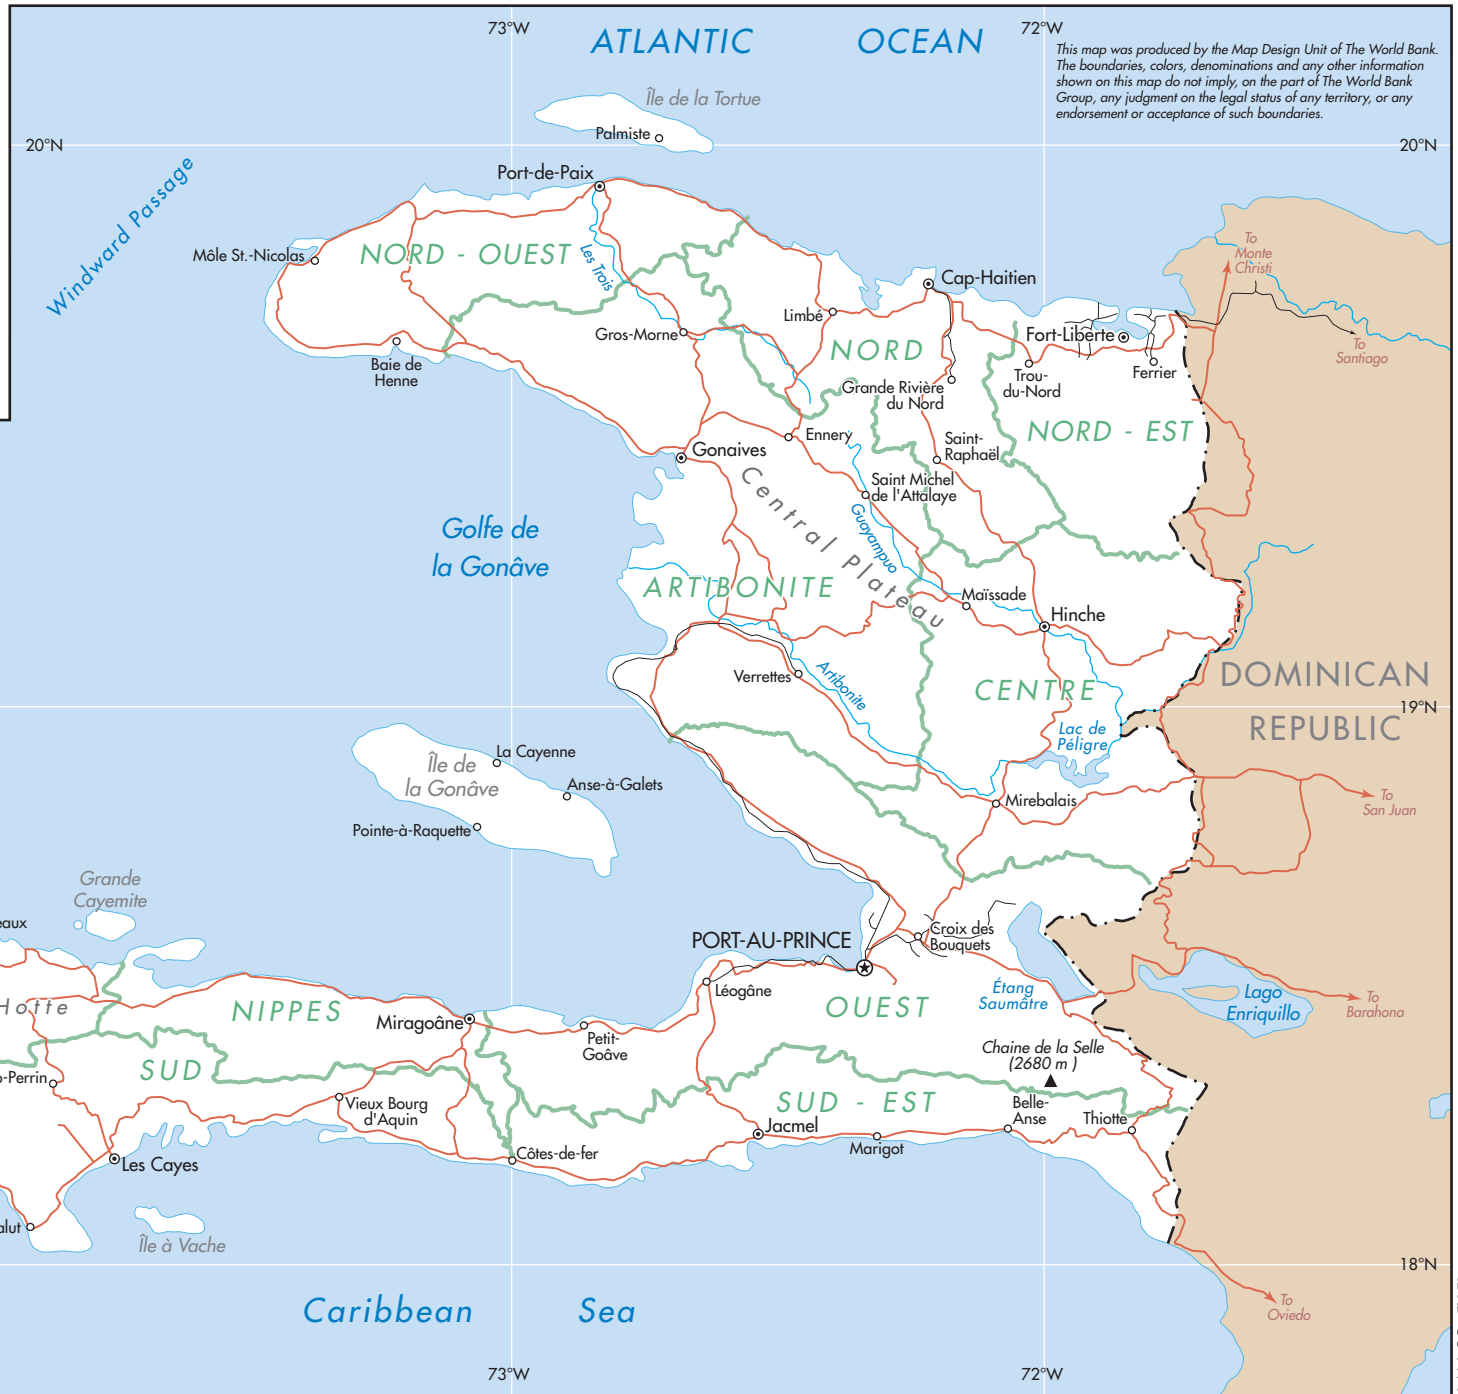 73°W
72°W
ATLANTIC OCEAN
This map was produced by the Map Design Unit of The World Bank.
The boundaries, colors, denominations and any other information
shown on this map do not imply, on the part of The World Bank
Group, any judgment on the legal status of any territory, or any
endorsement or acceptance of such boundaries.
Île de la Tortue
Palmiste
20°N
20°N
Port-de-Paix
Windward Passage
Môle St.-Nicolas
NORD - OUEST
Les Trois
To
Monte
Christi
Cap-Haitien
Limbé
Gros-Morne
Fort-Liberte
To
Santiago
NORD
Baie de
Henne
Grande Rivière
du Nord
Trou-
du-Nord
Ferrier
NORD - EST
Ennery
Saint-
Raphaël
Gonaives
Central Plateau
Saint Michel
de l'Attalaye
Guayampuo
Golfe de
la Gonâve
ARTIBONITE
Maïssade
Hinche
Verrettes
Artibonite
CENTRE
DOMINICAN
REPUBLIC
19°N
Lac de
Péligre
La Cayenne
Île de
la Gonâve
Anse-à-Galets
Pointe-à-Raquette
Mirebalais
To
San Juan
Grande
Cayemite
eaux
PORT-AU-PRINCE
Croix des
Bouquets
Léogâne
Étang
Saumâtre
Lago
Enriquillo
To
Barahona
Hotte
NIPPES
OUEST
Miragoâne
Petit-
Goâve
Chaine de la Selle
(2680 m )
SUD
-Perrin
SUD - EST
Vieux Bourg
d'Aquin
Belle-
Anse
Thiotte
Jacmel
Marigot
Côtes-de-fer
Les Cayes
alut
Île à Vache
18°N
Caribbean Sea
To
Oviedo
73°W
72°W